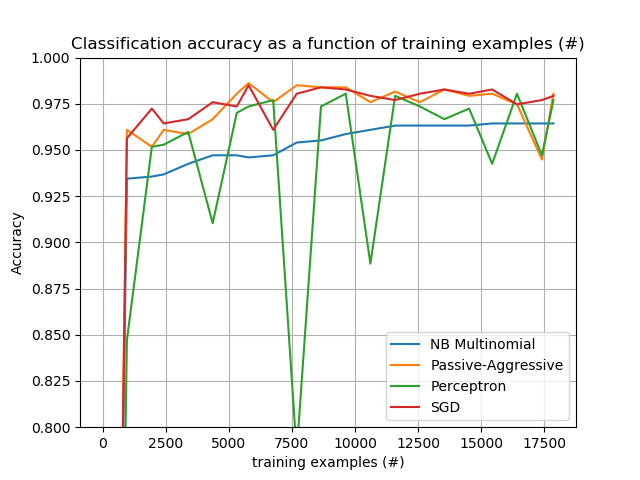 Classification accuracy as a function of training examples (#)
1.000
0.975
0.950
0.925
0.900
0.875
0.850
0.825
0.800
Accuracy
NB Multinomial
Passive-Aggressive
Perceptron
SGD
0 2500 5000 7500 10000 12500 15000 17500
training examples (#)